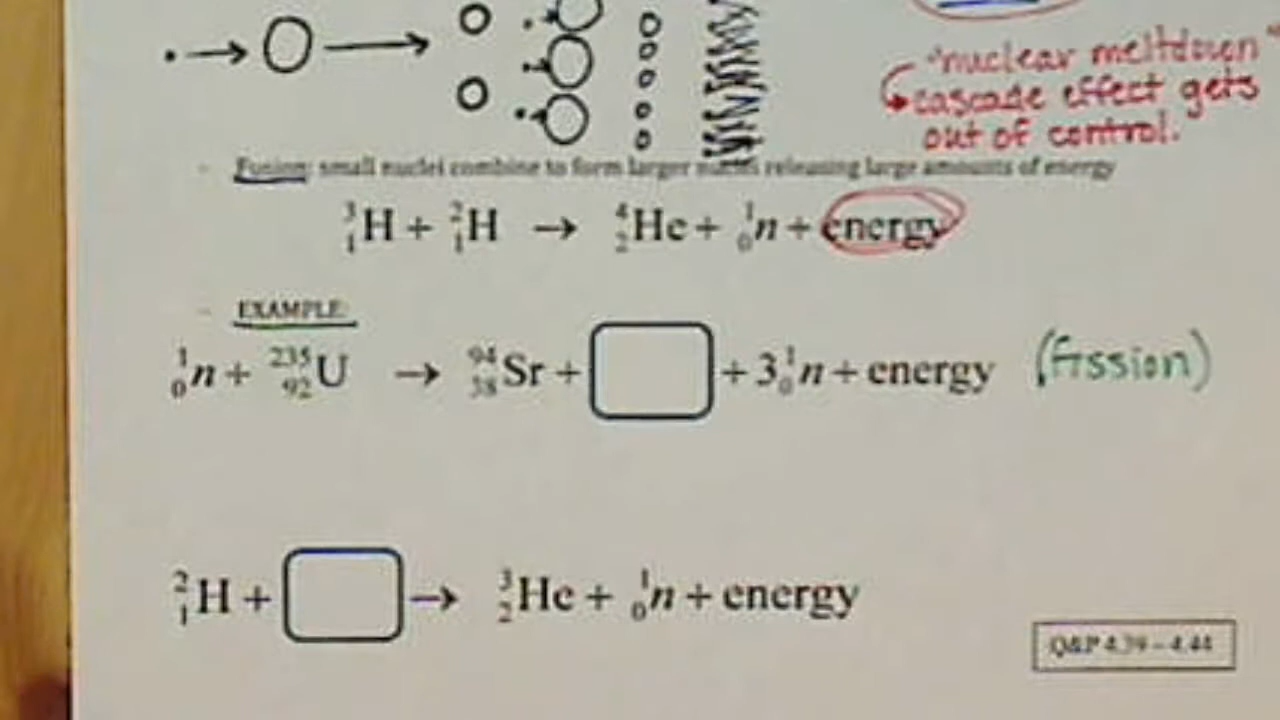 "nuclear meltdown"
cascade effect gets
out of control.
- Fusion: small nuclei combine to form larger nuclei releasing large amounts of energy
³₁H + ²₁H → ⁴₂He + ¹₀n + energy
- EXAMPLE:
¹₀n + ²³⁵₉₂U → ⁹⁴₃₈Sr + + 3¹₀n + energy (fission)
²₁H + → ³₂He + ¹₀n + energy
Q&P 4.39 – 4.44